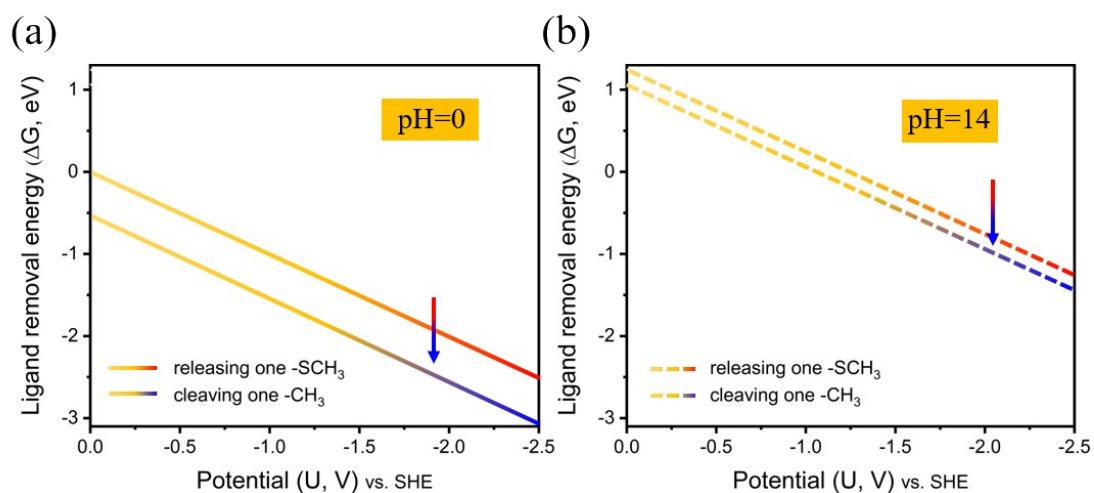 (a)
Ligand removal energy (ΔG, eV)
1
0
-1
-2
-3
pH=0
releasing one -SCH₃
cleaving one -CH₃
0.0
-0.5
-1.0
-1.5
-2.0
-2.5
Potential (U, V) vs. SHE
(b)
Ligand removal energy (ΔG, eV)
1
0
-1
-2
-3
pH=14
releasing one -SCH₃
cleaving one -CH₃
0.0
-0.5
-1.0
-1.5
-2.0
-2.5
Potential (U, V) vs. SHE